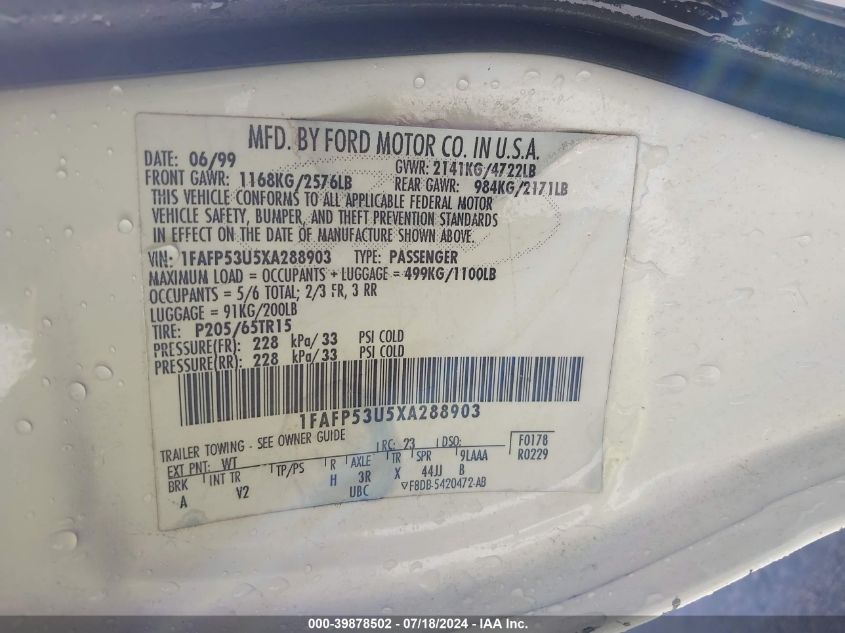 MFD. BY FORD MOTOR CO. IN U.S.A.
DATE: 06/99 GVWR: 2141KG/4722LB
FRONT GAWR: 1168KG/2576LB REAR GAWR: 984KG/2171LB
THIS VEHICLE CONFORMS TO ALL APPLICABLE FEDERAL MOTOR
VEHICLE SAFETY, BUMPER, AND THEFT PREVENTION STANDARDS
IN EFFECT ON THE DATE OF MANUFACTURE SHOWN ABOVE.
VIN: 1FAFP53U5XA288903 TYPE: PASSENGER
MAXIMUM LOAD = OCCUPANTS + LUGGAGE = 499KG/1100LB
OCCUPANTS = 5/6 TOTAL; 2/3 FR, 3 RR
LUGGAGE = 91KG/200LB
TIRE: P205/65TR15
PRESSURE(FR): 228 kPa/33 PSI COLD
PRESSURE(RR): 228 kPa/33 PSI COLD
1FAFP53U5XA288903
TRAILER TOWING - SEE OWNER GUIDE
EXT PNT: WT RC: 23 DSO: F0178
BRK INT TR TP/PS R AXLE TR SPR 9LAAA R0229
A V2 H 3R X 44JJ B
UBC ▽F8DB-5420472-AB
000-39878502 - 07/18/2024 - IAA Inc.